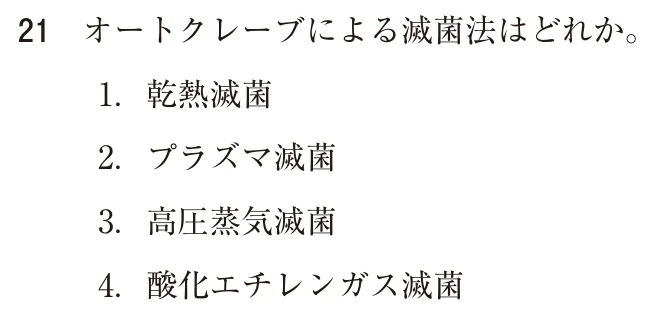 21 オートクレーブによる滅菌法はどれか。
1. 乾熱滅菌
2. プラズマ滅菌
3. 高圧蒸気滅菌
4. 酸化エチレンガス滅菌